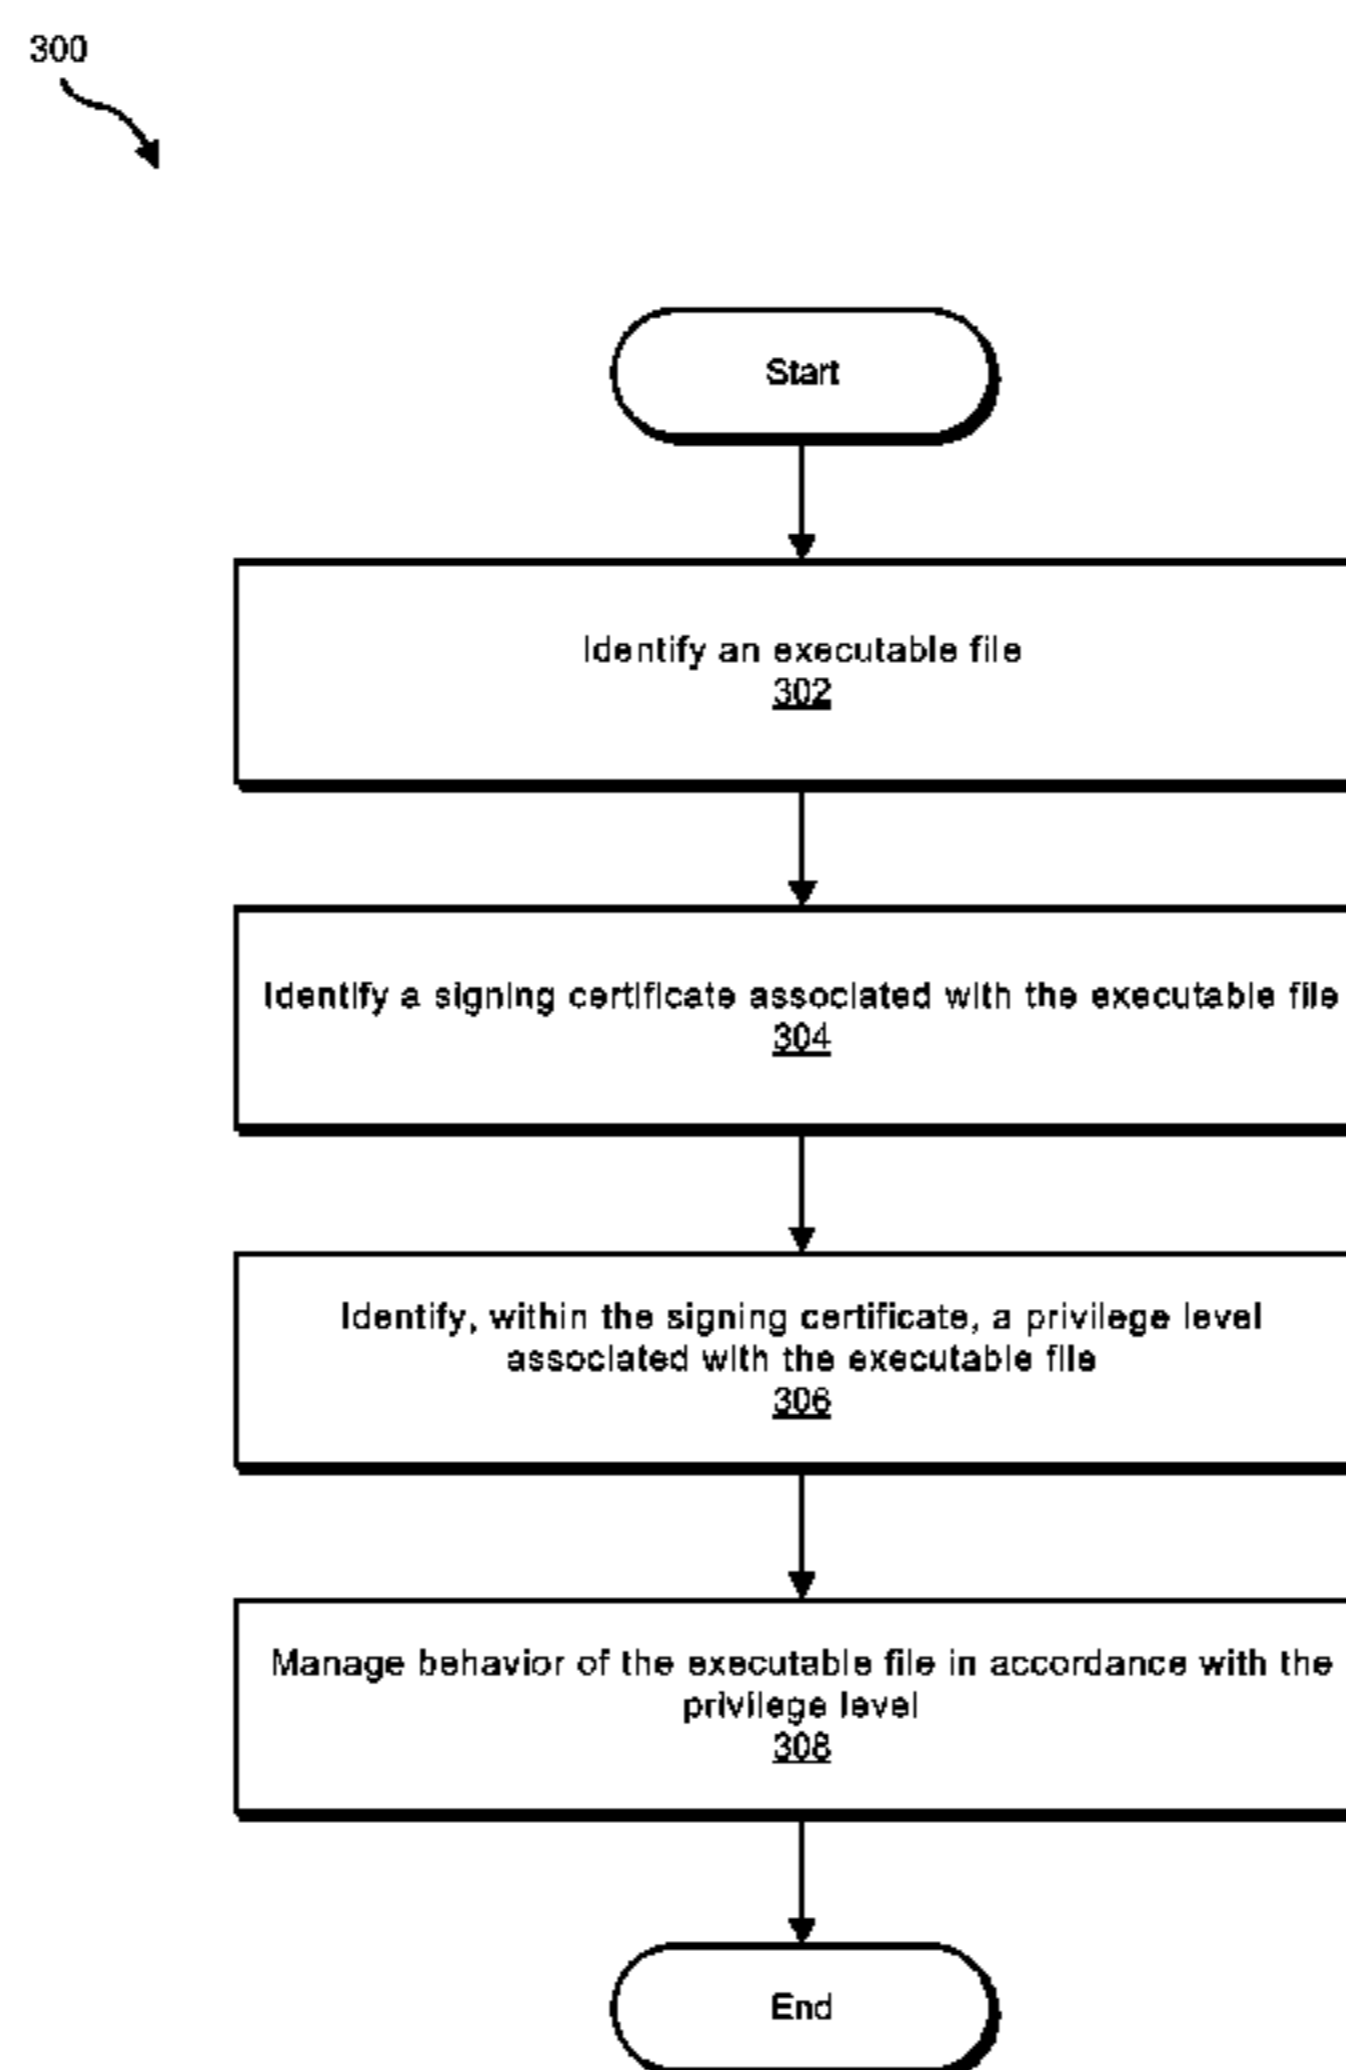 300
Start
Identify an executable file
302
Identify a signing certificate associated with the executable file
304
Identify, within the signing certificate, a privilege level
associated with the executable file
306
Manage behavior of the executable file in accordance with the
privilege level
308
End